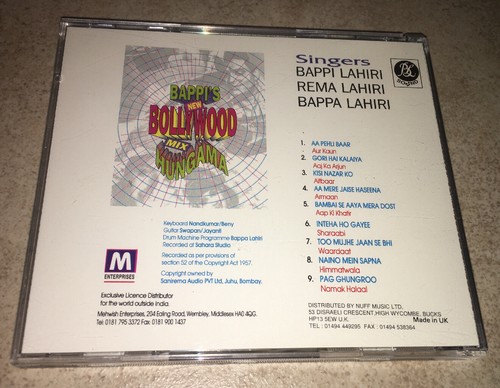 BAPPI'S
NEW
BOLLYWOOD
MIX
HUNGAMA
Keyboard Nandkumar/Beny
Guitar Swapan/Jayanti
Drum Machine Programme Bappa Lahiri
Recorded at Sahara Studio
Recorded as per provisions of
section 52 of the Copyright Act 1957.
Copyright owned by
Sanirema Audio PVT Ltd, Juhu, Bombay.
M
ENTERPRISES
Exclusive Licence Distributor
for the world outside india.
Mehwish Enterprises, 204 Ealing Road, Wembley, Middlesex HA0 4QG.
Tel. 0181 795 3372 Fax: 0181 900 1437
Singers
BAPPI LAHIRI
REMA LAHIRI
BAPPA LAHIRI
SOUND
1. AA PEHLI BAAR
Aur Kaun
2. GORI HAI KALAIYA
Aaj Ka Arjun
3. KISI NAZAR KO
Aitbaar
4. AA MERE JAISE HASEENA
Armaan
5. BAMBAI SE AAYA MERA DOST
Aap Ki Khatir
6. INTEHA HO GAYEE
Sharaabi
7. TOO MUJHE JAAN SE BHI
Waardaat
8. NAINO MEIN SAPNA
Himmatwala
9. PAG GHUNGROO
Namak Halaal
DISTRIBUTED BY NUFF MUSIC LTD,
53 DISRAELI CRESCENT, HIGH WYCOMBE, BUCKS
HP13 5EW U.K.
Made in UK
TEL : 01494 449295 FAX : 01494 538364